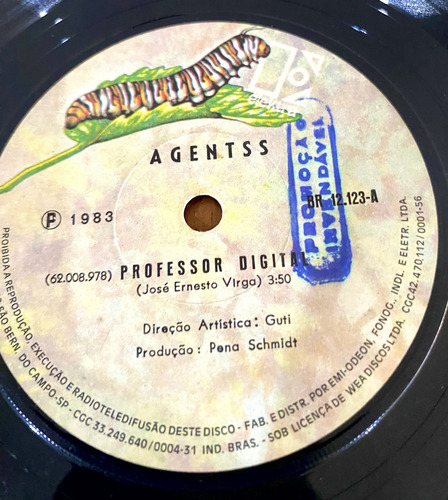 elektra
AGENTSS
PROMOÇÃO
INVENDÁVEL
BR 12.123-A
℗ 1983
(62.008.978) PROFESSOR DIGITAL
(José Ernesto Virga) 3:50
Direção Artística: Guti
Produção: Pena Schmidt
PROIBIDA A REPRODUÇÃO, EXECUÇÃO E RADIOTELEDIFUSÃO DESTE DISCO - FAB. E DISTR. POR EMI-ODEON, FONOG., INDL. E ELETR. LTDA.
SÃO BERN. DO CAMPO-SP - CGC 33.249.640/0004-31 IND. BRAS. - SOB LICENÇA DE WEA DISCOS LTDA. CGC 42.470.112/0001-56